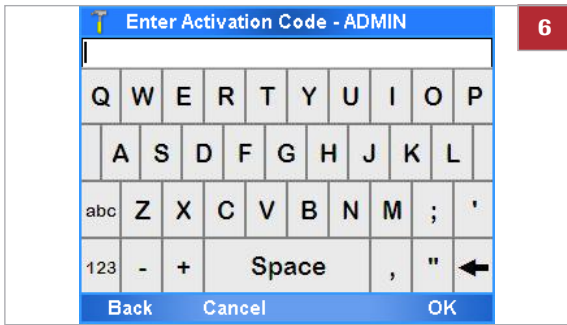 Enter Activation Code - ADMIN
6
Q W E R T Y U I O P
A S D F G H J K L
abc Z X C V B N M ; '
123 - + Space , "
Back Cancel OK